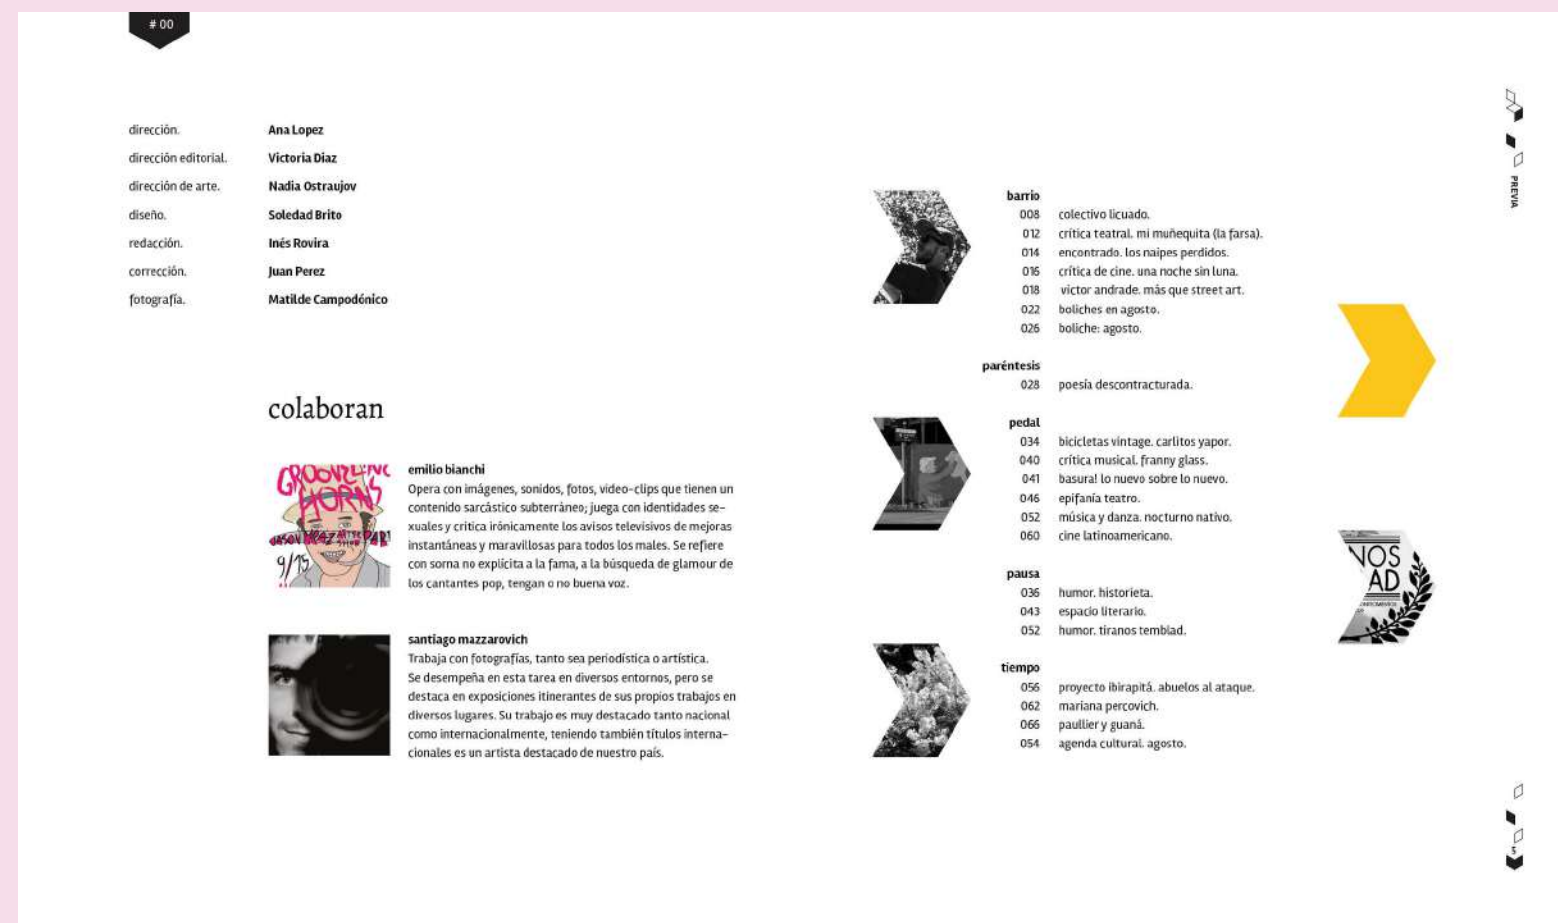 # 00
dirección. Ana Lopez
dirección editorial. Victoria Diaz
dirección de arte. Nadia Ostraujov
diseño. Soledad Brito
redacción. Inés Rovira
corrección. Juan Perez
fotografía. Matilde Campodónico
colaboran
GROOVELINE
HORNS
JASON MRAZ AFTER PARTY
SHOW
9/15
emilio bianchi
Opera con imágenes, sonidos, fotos, video-clips que tienen un
contenido sarcástico subterráneo; juega con identidades se-
xuales y critica irónicamente los avisos televisivos de mejoras
instantáneas y maravillosas para todos los males. Se refiere
con sorna no explícita a la fama, a la búsqueda de glamour de
los cantantes pop, tengan o no buena voz.
santiago mazzarovich
Trabaja con fotografías, tanto sea periodística o artística.
Se desempeña en esta tarea en diversos entornos, pero se
destaca en exposiciones itinerantes de sus propios trabajos en
diversos lugares. Su trabajo es muy destacado tanto nacional
como internacionalmente, teniendo también títulos interna-
cionales es un artista destacado de nuestro país.
barrio
008 colectivo licuado.
012 crítica teatral. mi muñequita (la farsa).
014 encontrado. los naipes perdidos.
016 crítica de cine. una noche sin luna.
018 victor andrade. más que street art.
022 boliches en agosto.
026 boliche: agosto.
paréntesis
028 poesía descontracturada.
pedal
034 bicicletas vintage. carlitos yapor.
040 crítica musical. franny glass.
041 basura! lo nuevo sobre lo nuevo.
046 epifanía teatro.
052 música y danza. nocturno nativo.
060 cine latinoamericano.
pausa
036 humor. historieta.
043 espacio literario.
052 humor. tiranos temblad.
tiempo
056 proyecto ibirapitá. abuelos al ataque.
062 mariana percovich.
066 paullier y guaná.
054 agenda cultural. agosto.
NOS
AD
PREVIA
5